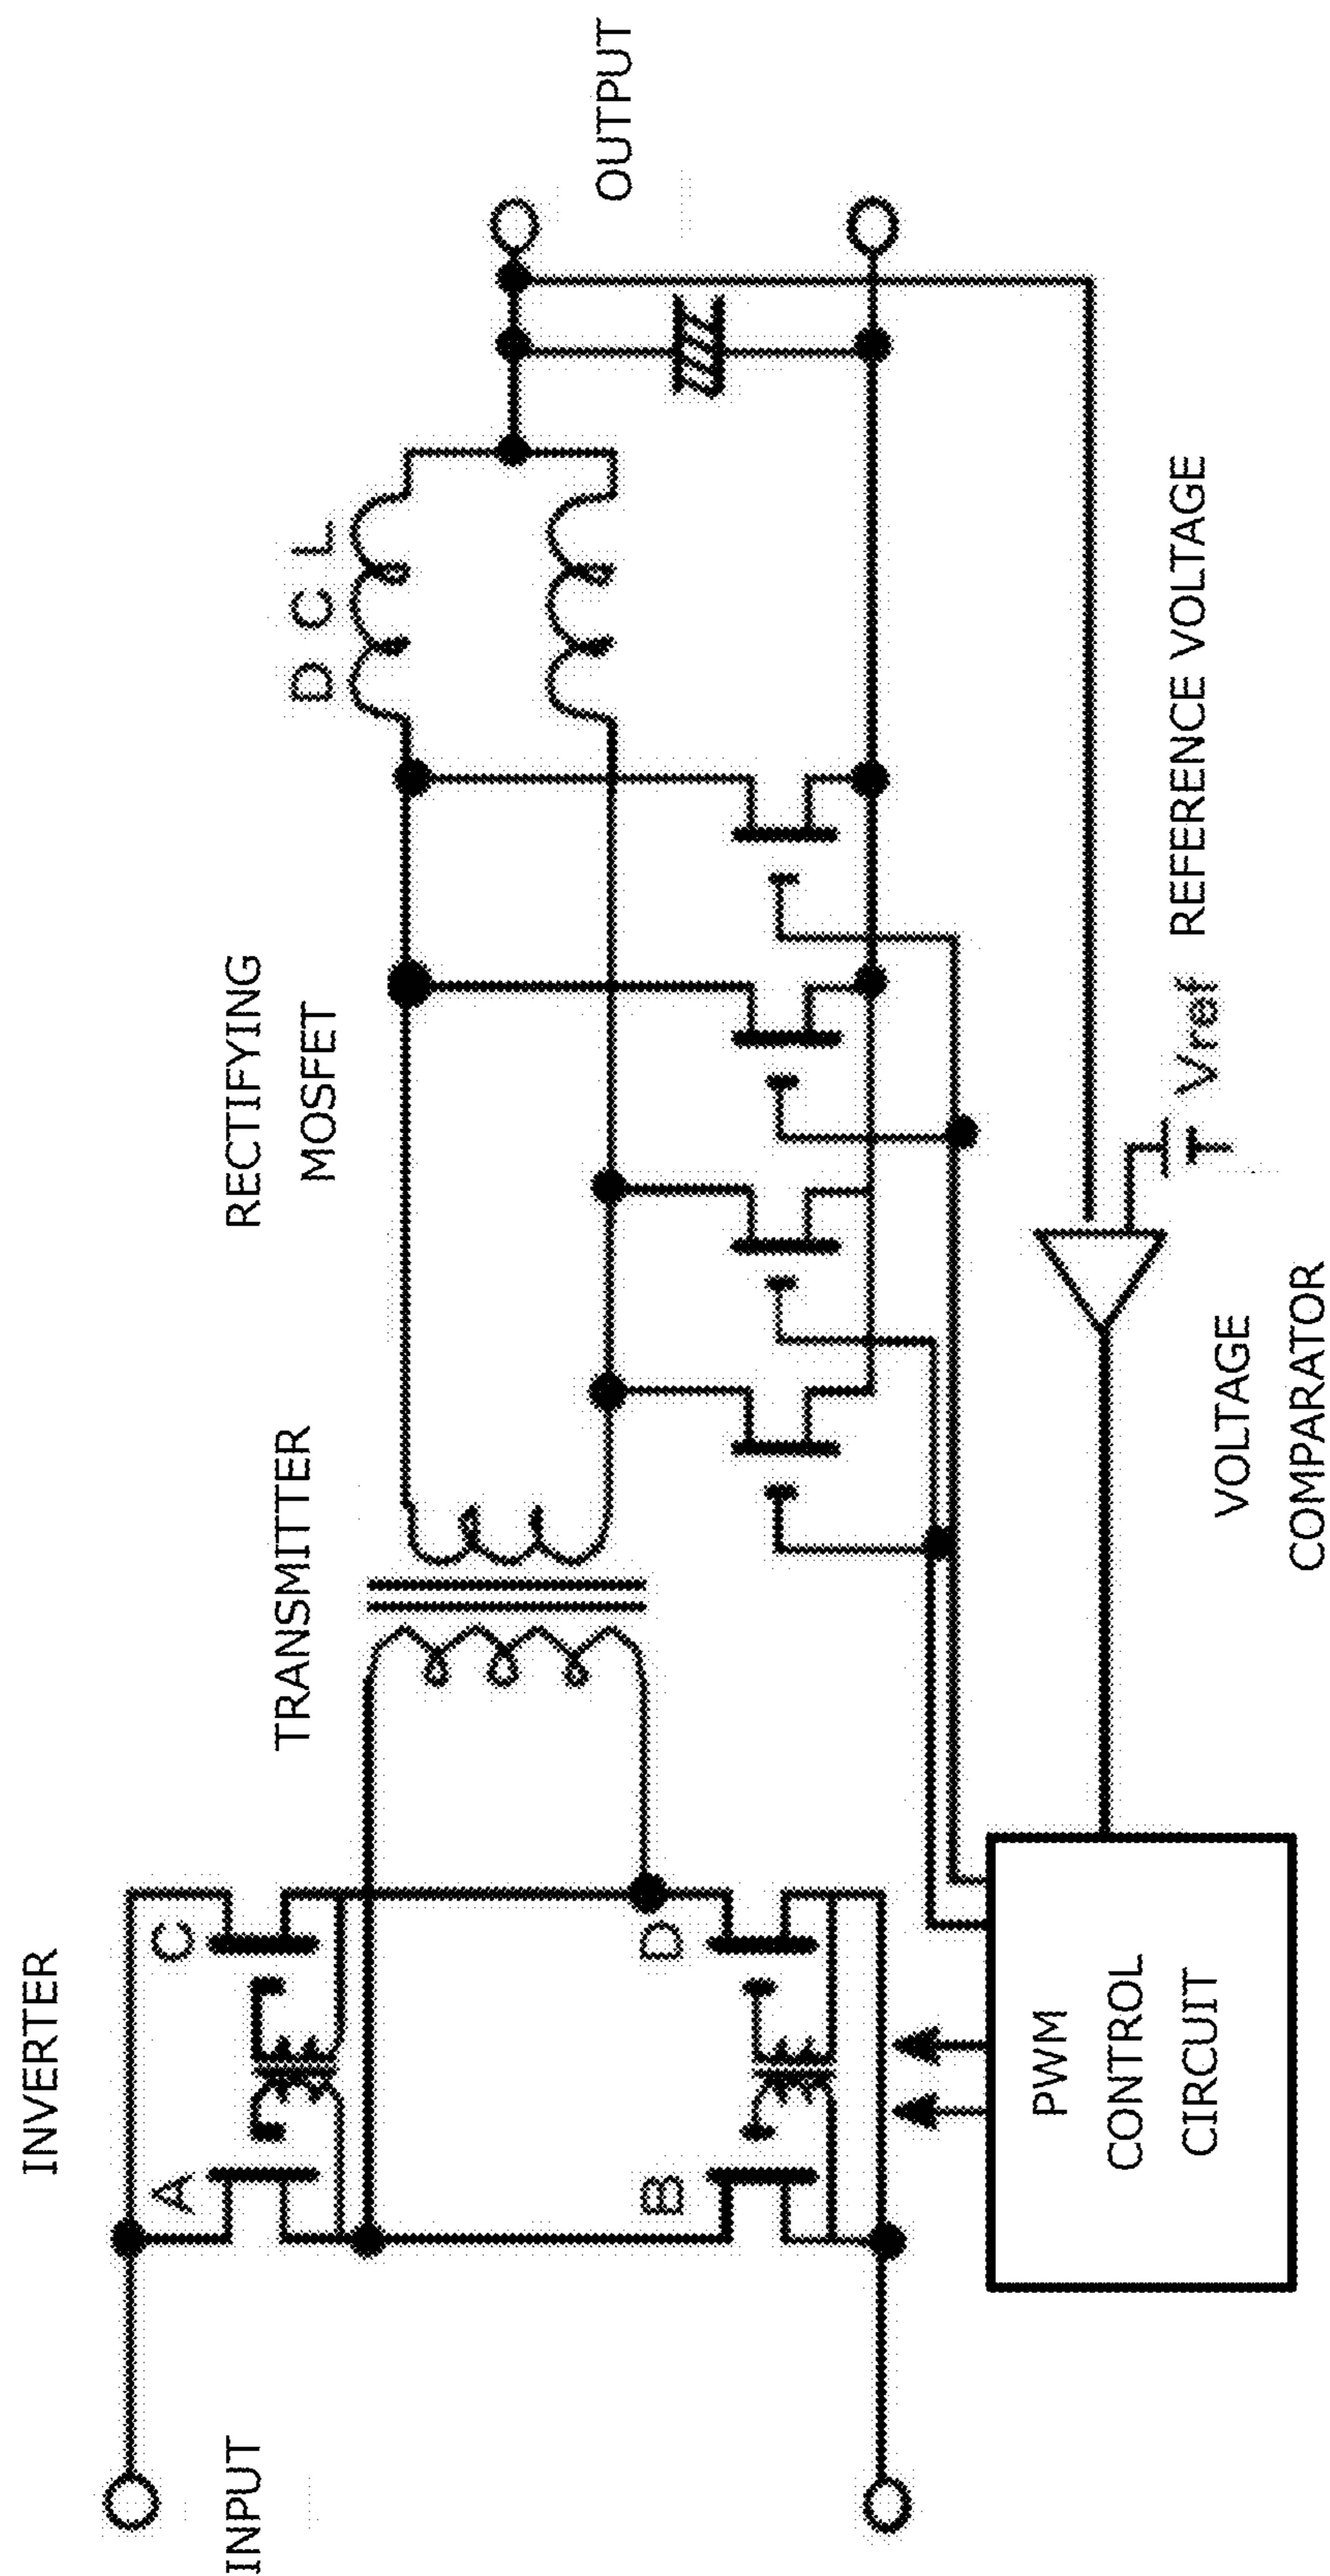 INVERTER
INPUT
A
C
B
D
TRANSMITTER
RECTIFYING
MOSFET
D C L
OUTPUT
PWM
CONTROL
CIRCUIT
VOLTAGE
COMPARATOR
Vref
REFERENCE VOLTAGE